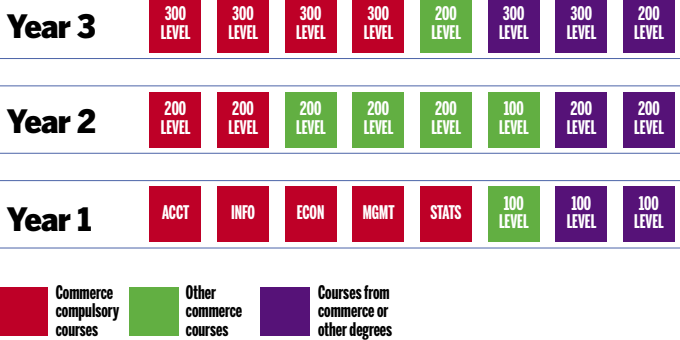 Year 3
300 LEVEL
300 LEVEL
300 LEVEL
300 LEVEL
200 LEVEL
300 LEVEL
300 LEVEL
200 LEVEL
Year 2
200 LEVEL
200 LEVEL
200 LEVEL
200 LEVEL
200 LEVEL
100 LEVEL
200 LEVEL
200 LEVEL
Year 1
ACCT
INFO
ECON
MGMT
STATS
100 LEVEL
100 LEVEL
100 LEVEL
Commerce
compulsory
courses
Other
commerce
courses
Courses from
commerce or
other degrees